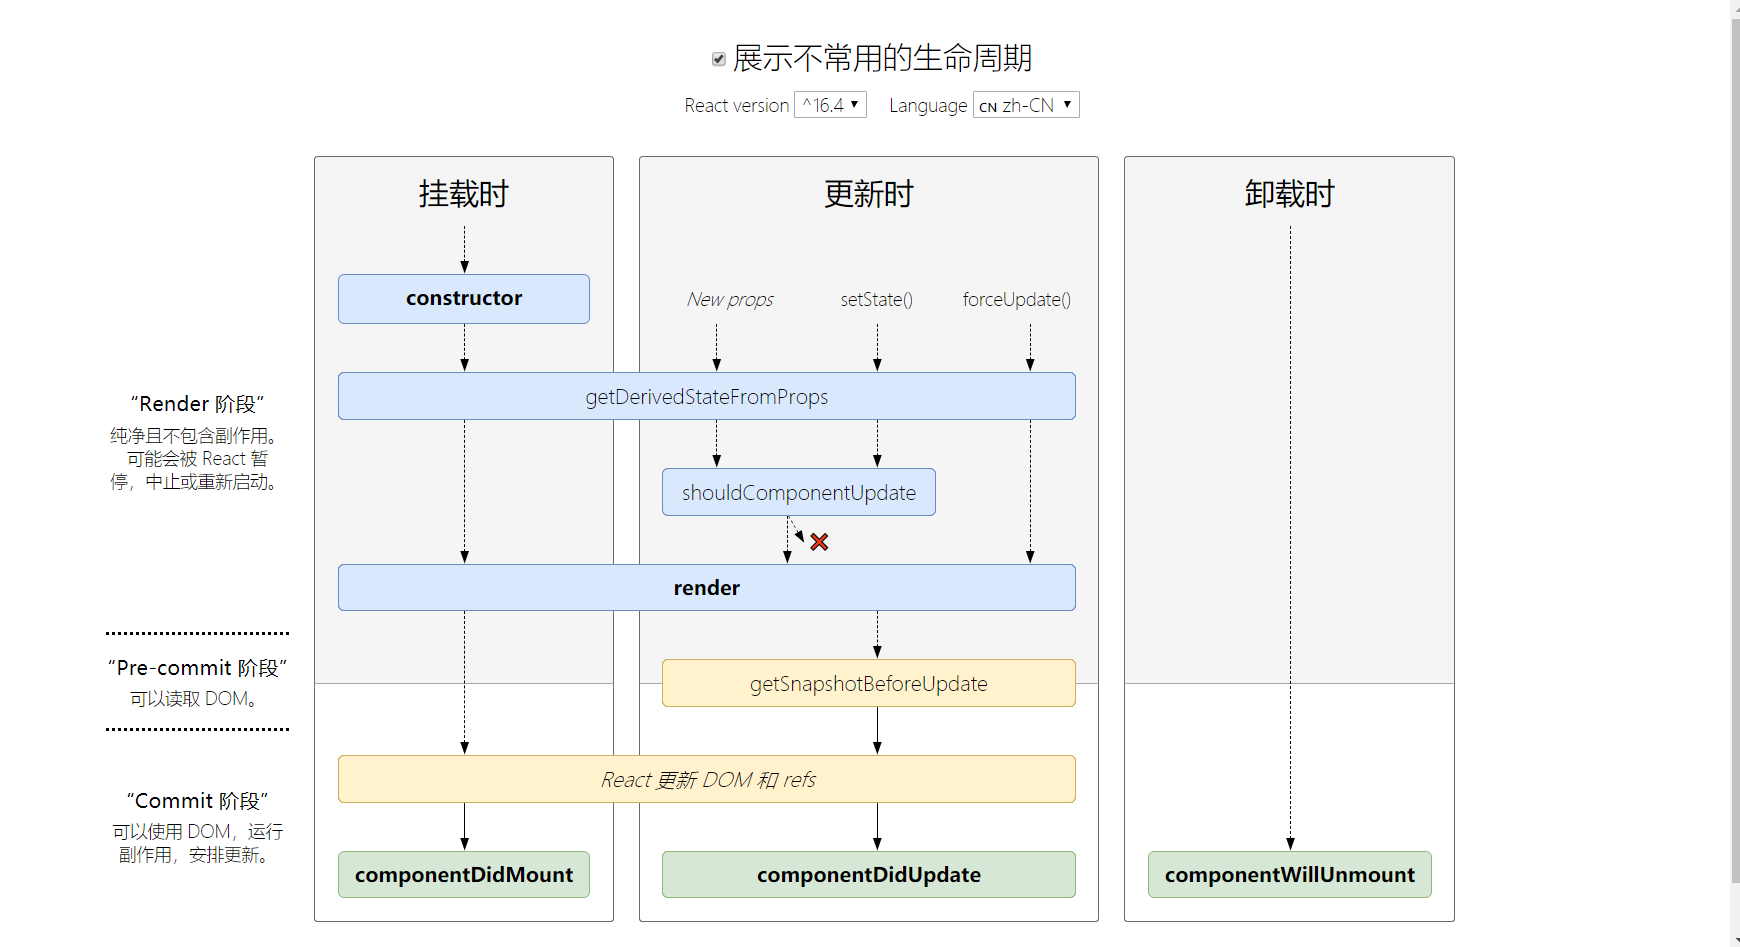 展示不常用的生命周期
React version ^16.4 Language CN zh-CN
挂载时 更新时 卸载时
constructor
New props setState() forceUpdate()
getDerivedStateFromProps
“Render 阶段”
纯净且不包含副作用。
可能会被 React 暂
停，中止或重新启动。
shouldComponentUpdate
render
“Pre-commit 阶段”
可以读取 DOM。
getSnapshotBeforeUpdate
React 更新 DOM 和 refs
“Commit 阶段”
可以使用 DOM，运行
副作用，安排更新。
componentDidMount componentDidUpdate componentWillUnmount